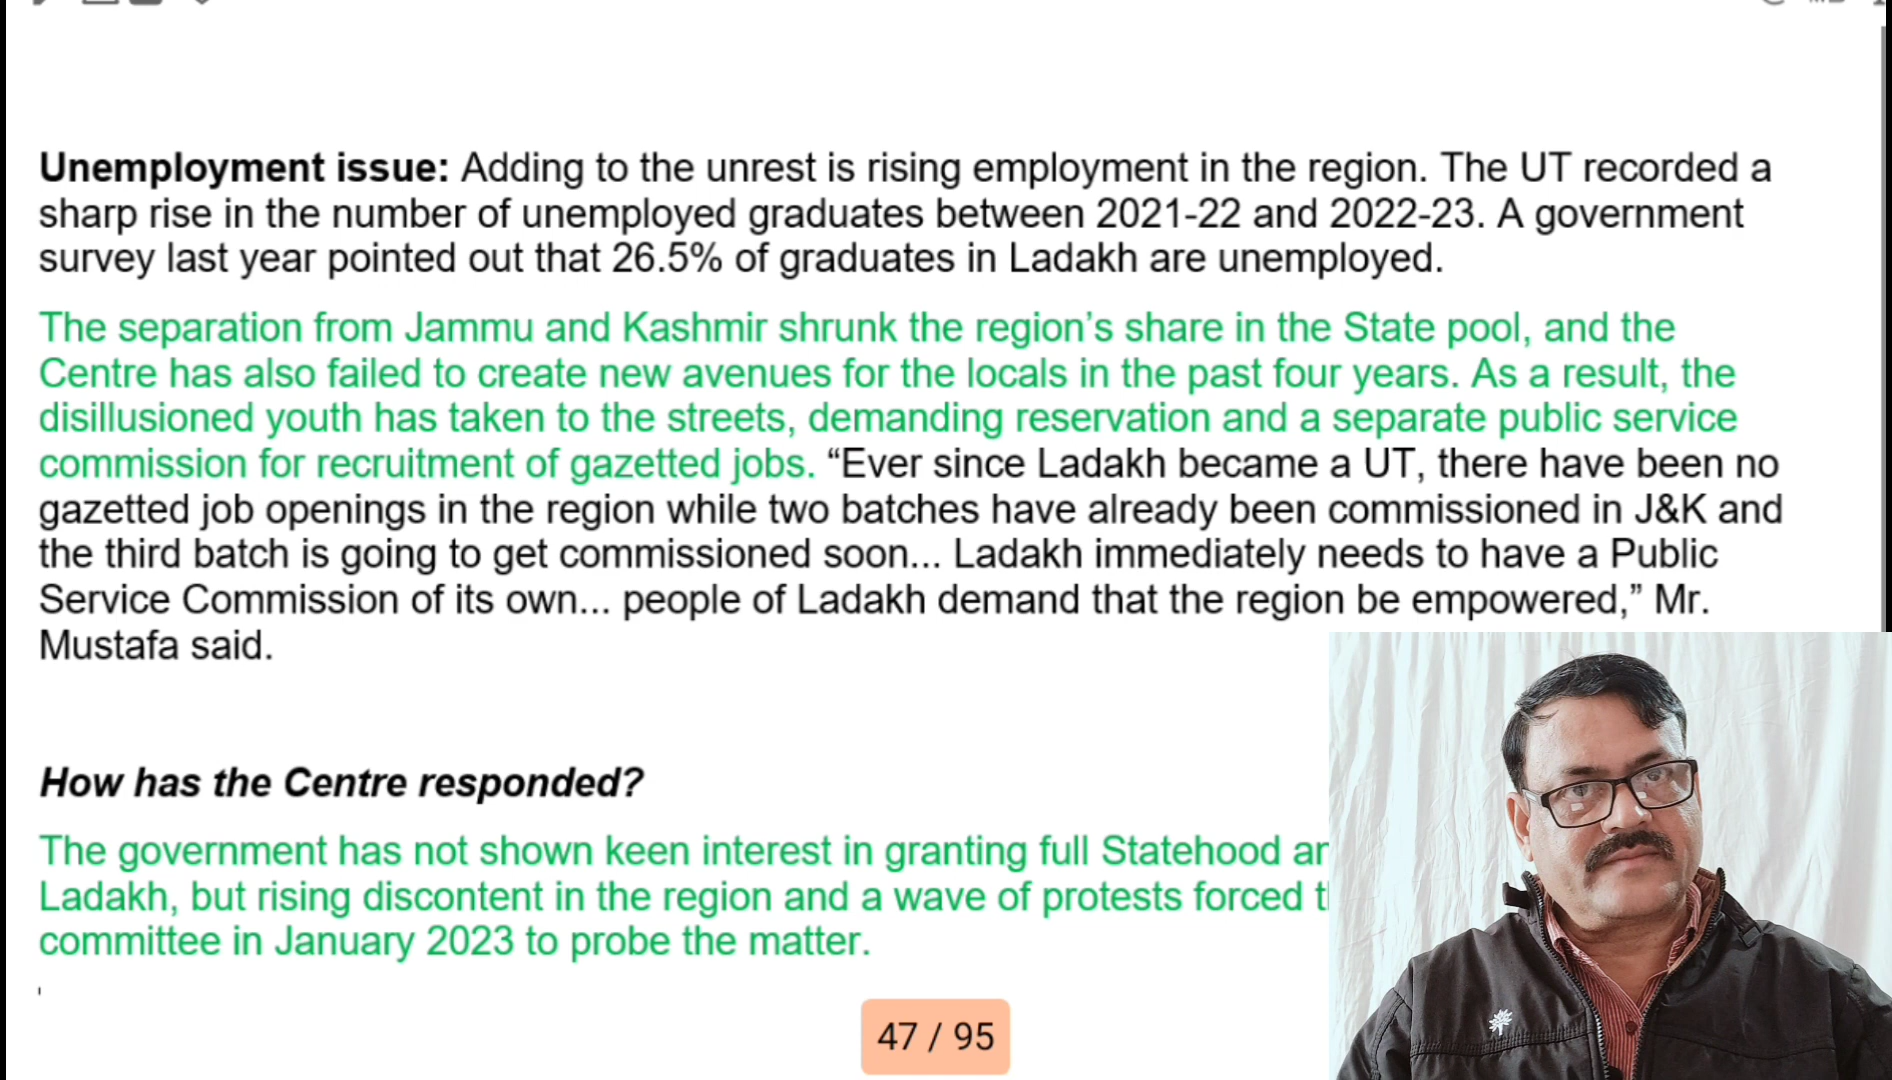 Unemployment issue: Adding to the unrest is rising employment in the region. The UT recorded a
sharp rise in the number of unemployed graduates between 2021-22 and 2022-23. A government
survey last year pointed out that 26.5% of graduates in Ladakh are unemployed.
The separation from Jammu and Kashmir shrunk the region’s share in the State pool, and the
Centre has also failed to create new avenues for the locals in the past four years. As a result, the
disillusioned youth has taken to the streets, demanding reservation and a separate public service
commission for recruitment of gazetted jobs. “Ever since Ladakh became a UT, there have been no
gazetted job openings in the region while two batches have already been commissioned in J&K and
the third batch is going to get commissioned soon... Ladakh immediately needs to have a Public
Service Commission of its own... people of Ladakh demand that the region be empowered,” Mr.
Mustafa said.
How has the Centre responded?
The government has not shown keen interest in granting full Statehood
Ladakh, but rising discontent in the region and a wave of protests forced
committee in January 2023 to probe the matter.
47 / 95